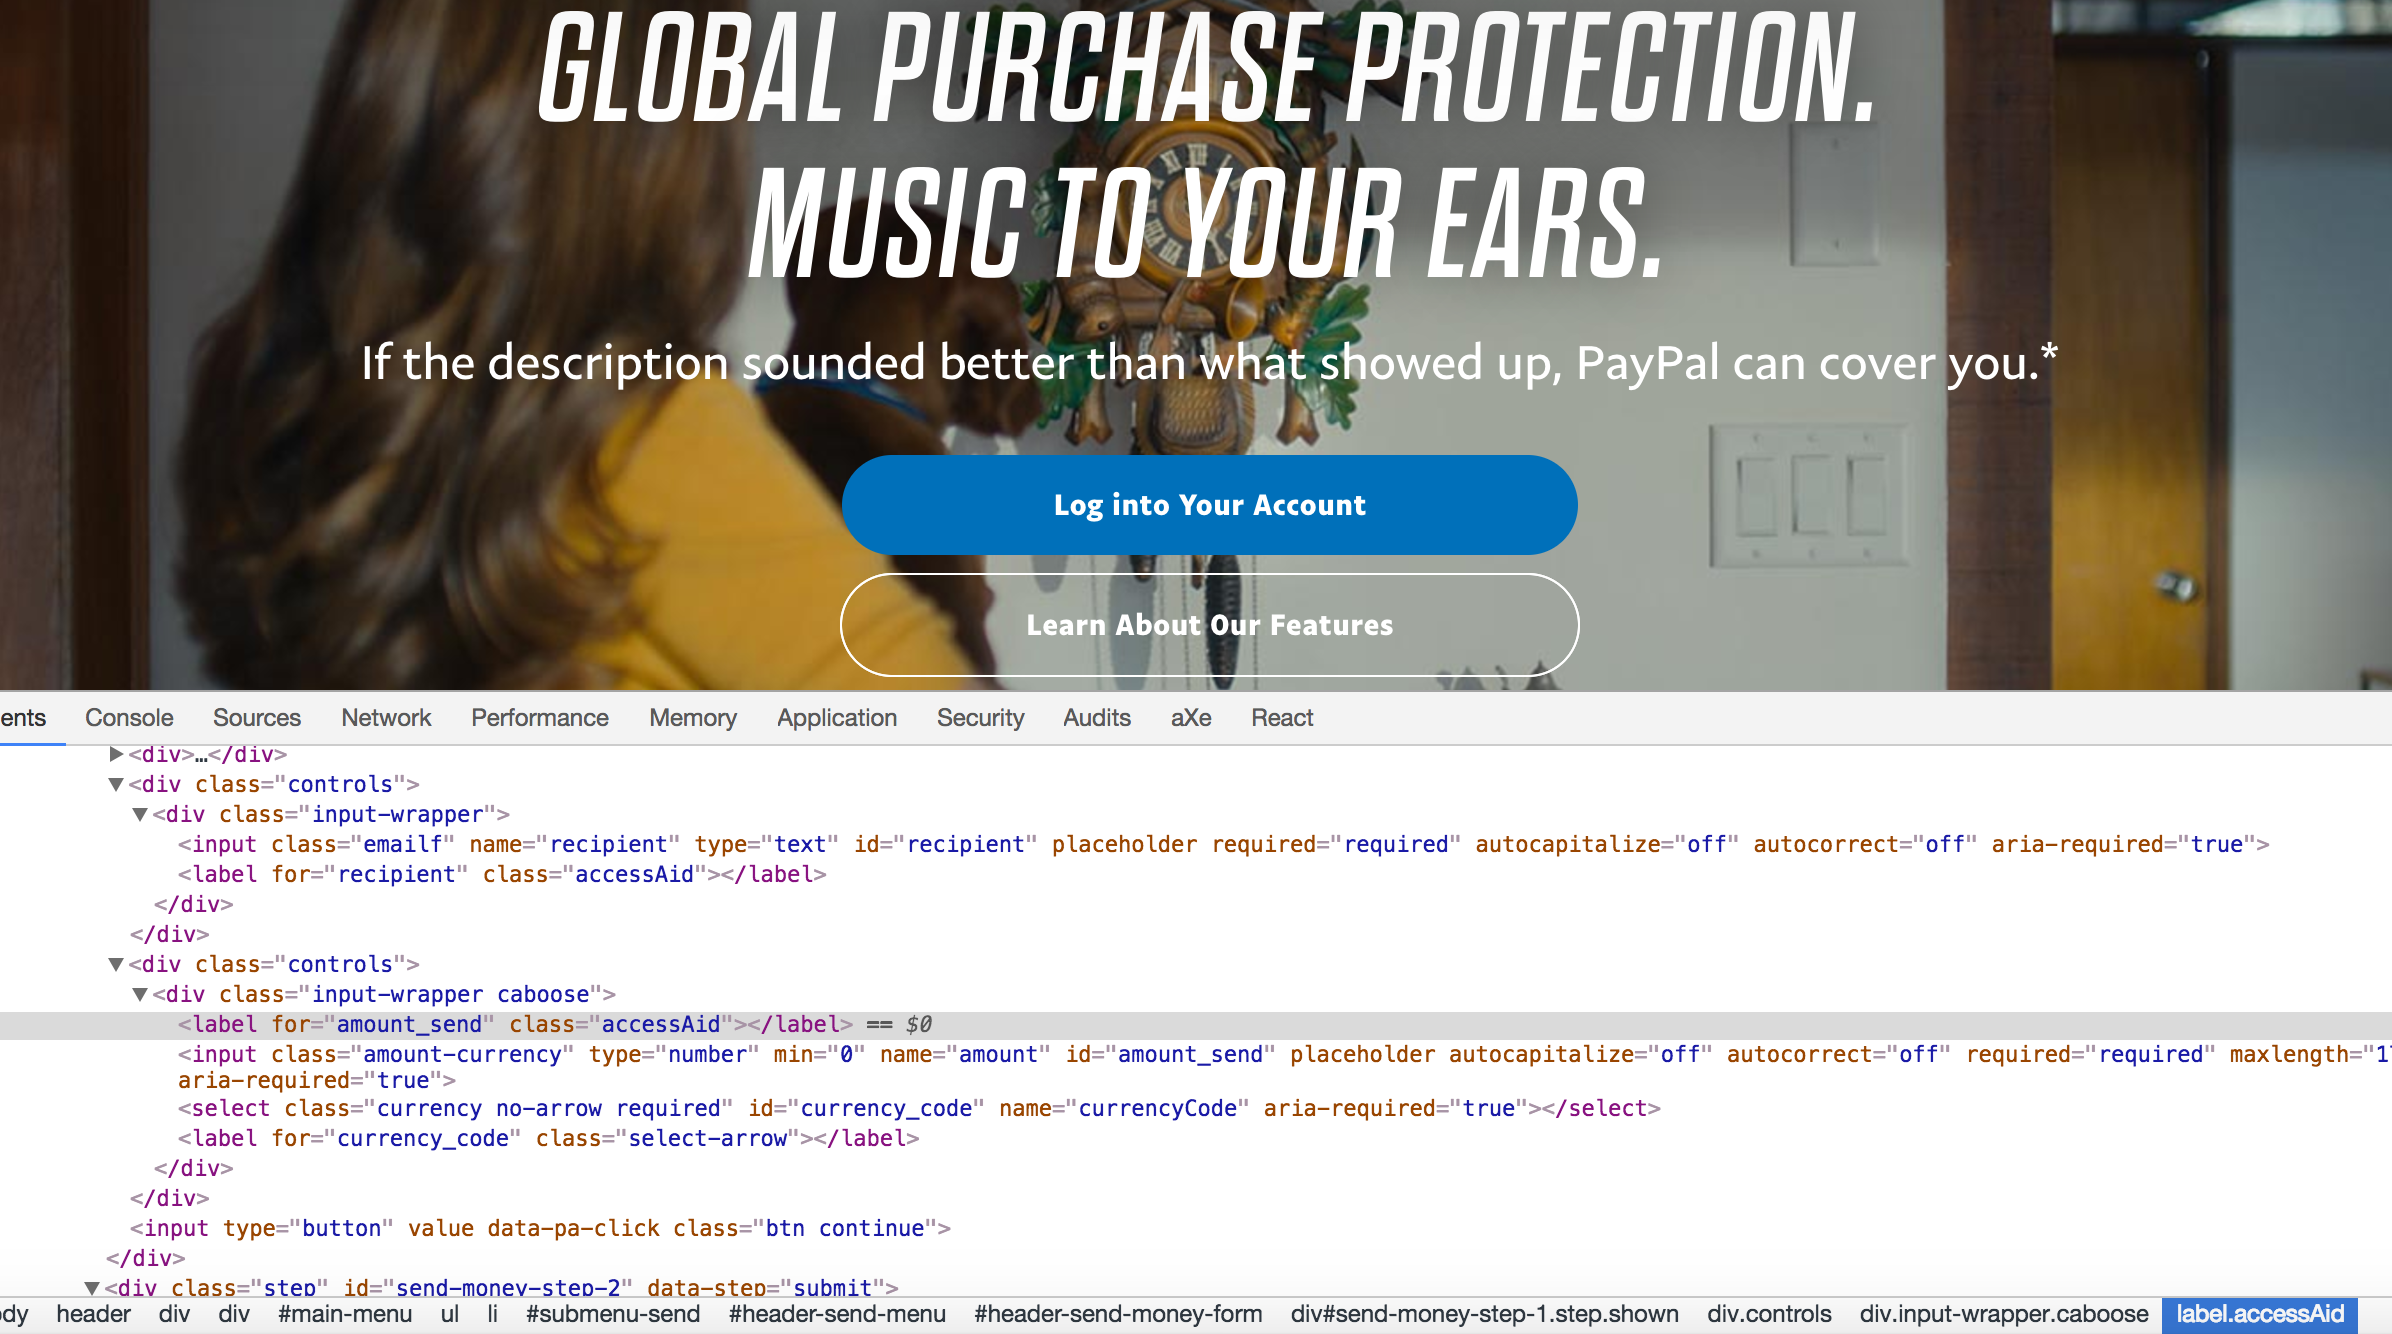 GLOBAL PURCHASE PROTECTION.
MUSIC TO YOUR EARS.
If the description sounded better than what showed up, PayPal can cover you.*
Log into Your Account
Learn About Our Features
ents Console Sources Network Performance Memory Application Security Audits aXe React
<div>…</div>
<div class="controls">
<div class="input-wrapper">
<input class="emailf" name="recipient" type="text" id="recipient" placeholder required="required" autocapitalize="off" autocorrect="off" aria-required="true">
<label for="recipient" class="accessAid"></label>
</div>
</div>
<div class="controls">
<div class="input-wrapper caboose">
<label for="amount_send" class="accessAid"></label> == $0
<input class="amount-currency" type="number" min="0" name="amount" id="amount_send" placeholder autocapitalize="off" autocorrect="off" required="required" maxlength="1
aria-required="true">
<select class="currency no-arrow required" id="currency_code" name="currencyCode" aria-required="true"></select>
<label for="currency_code" class="select-arrow"></label>
</div>
</div>
<input type="button" value data-pa-click class="btn continue">
</div>
<div class="step" id="send-money-step-2" data-step="submit">
ody header div div #main-menu ul li #submenu-send #header-send-menu #header-send-money-form div#send-money-step-1.step.shown div.controls div.input-wrapper.caboose label.accessAid